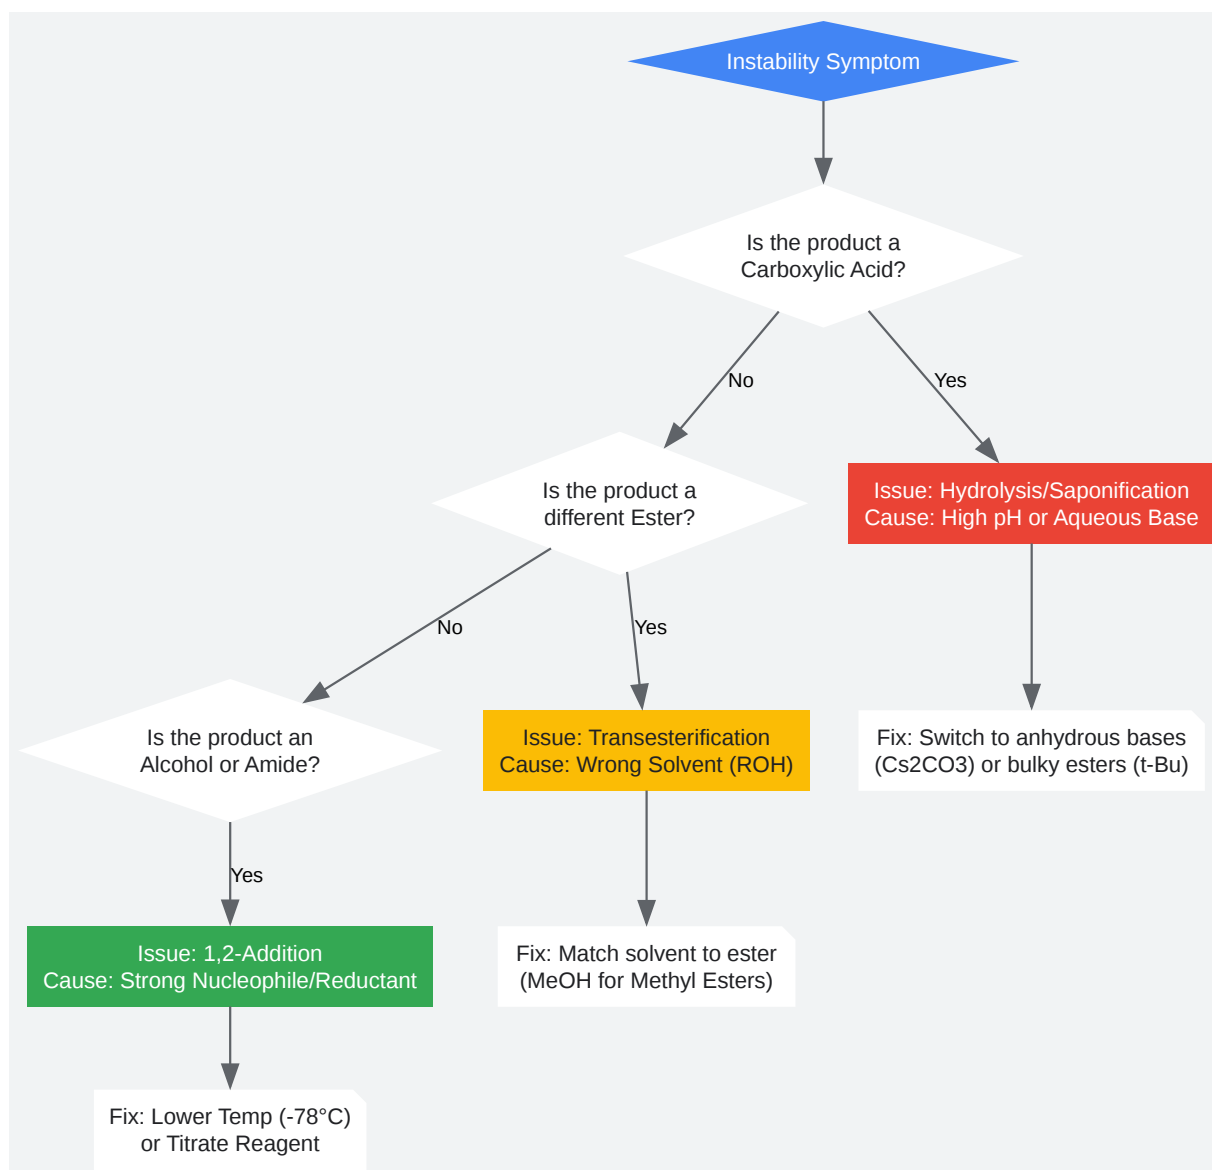 Instability Symptom
Is the product a
Carboxylic Acid?
No
Yes
Is the product a
different Ester?
Issue: Hydrolysis/Saponification
Cause: High pH or Aqueous Base
No
Yes
Is the product an
Alcohol or Amide?
Issue: Transesterification
Cause: Wrong Solvent (ROH)
Fix: Switch to anhydrous bases
(Cs2CO3) or bulky esters (t-Bu)
Yes
Issue: 1,2-Addition
Cause: Strong Nucleophile/Reductant
Fix: Match solvent to ester
(MeOH for Methyl Esters)
Fix: Lower Temp (-78°C)
or Titrate Reagent